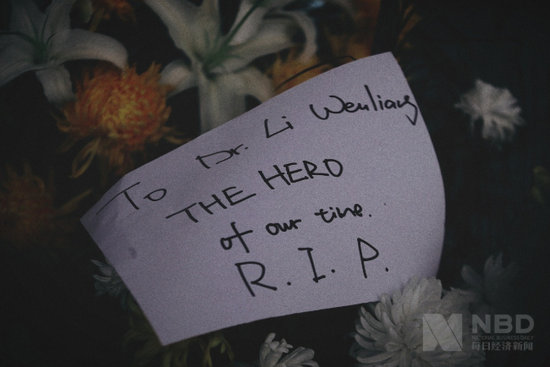 To Dr. Li Wenliang
THE HERO
of our time.
R.I.P.
NBD
NATIONAL BUSINESS DAILY
每日经济新闻